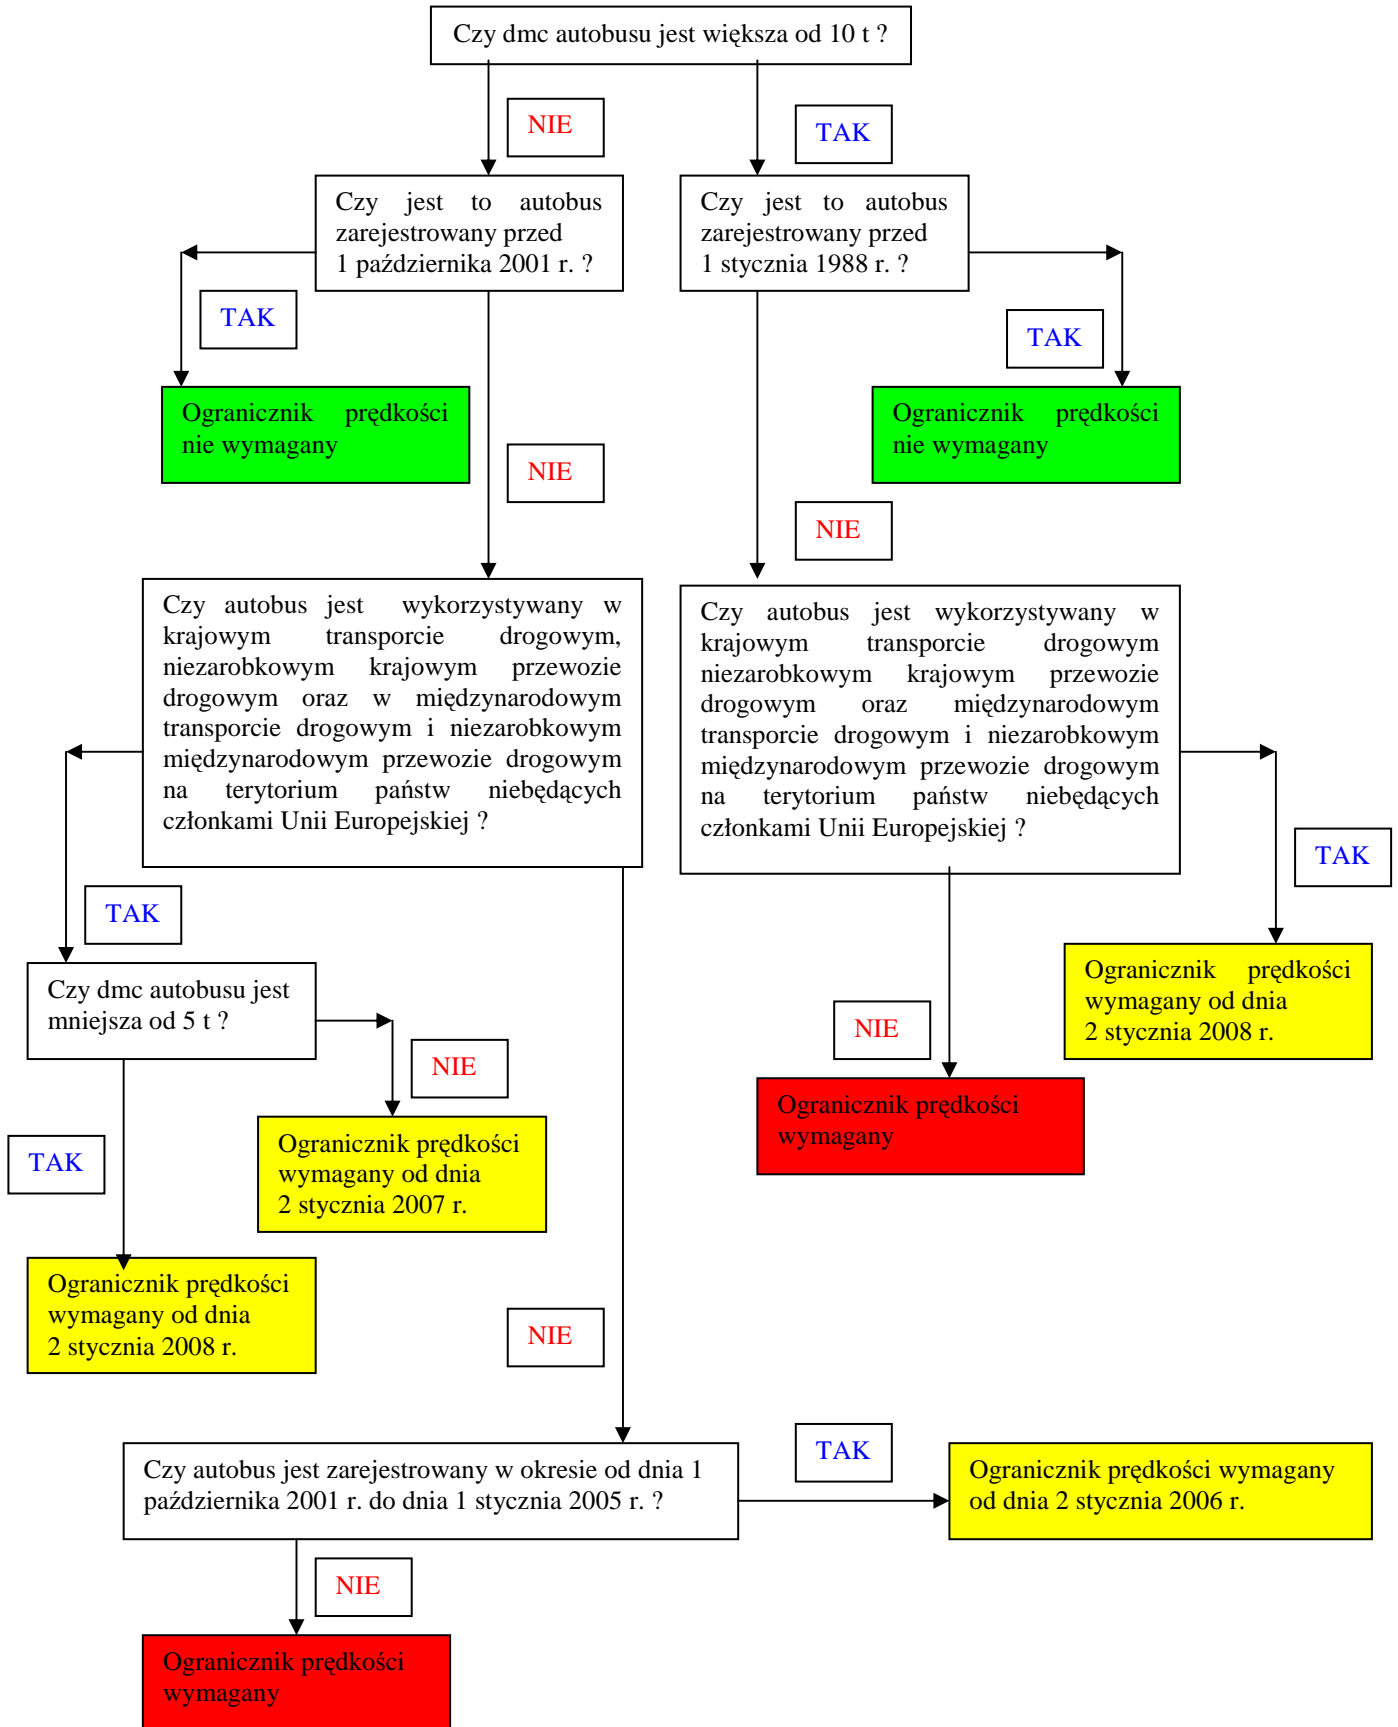 Czy dmc autobusu jest większa od 10 t ?
NIE
TAK
Czy jest to autobus
zarejestrowany przed
1 października 2001 r. ?
Czy jest to autobus
zarejestrowany przed
1 stycznia 1988 r. ?
TAK
TAK
Ogranicznik prędkości
nie wymagany
Ogranicznik prędkości
nie wymagany
NIE
NIE
Czy autobus jest wykorzystywany w
krajowym transporcie drogowym,
niezarobkowym krajowym przewozie
drogowym oraz w międzynarodowym
transporcie drogowym i niezarobkowym
międzynarodowym przewozie drogowym
na terytorium państw niebędących
członkami Unii Europejskiej ?
Czy autobus jest wykorzystywany w
krajowym transporcie drogowym
niezarobkowym krajowym przewozie
drogowym oraz międzynarodowym
transporcie drogowym i niezarobkowym
międzynarodowym przewozie drogowym
na terytorium państw niebędących
członkami Unii Europejskiej ?
TAK
TAK
Czy dmc autobusu jest
mniejsza od 5 t ?
Ogranicznik prędkości
wymagany od dnia
2 stycznia 2008 r.
NIE
NIE
Ogranicznik prędkości
wymagany
TAK
Ogranicznik prędkości
wymagany od dnia
2 stycznia 2007 r.
Ogranicznik prędkości
wymagany od dnia
2 stycznia 2008 r.
NIE
TAK
Czy autobus jest zarejestrowany w okresie od dnia 1
października 2001 r. do dnia 1 stycznia 2005 r. ?
Ogranicznik prędkości wymagany
od dnia 2 stycznia 2006 r.
NIE
Ogranicznik prędkości
wymagany